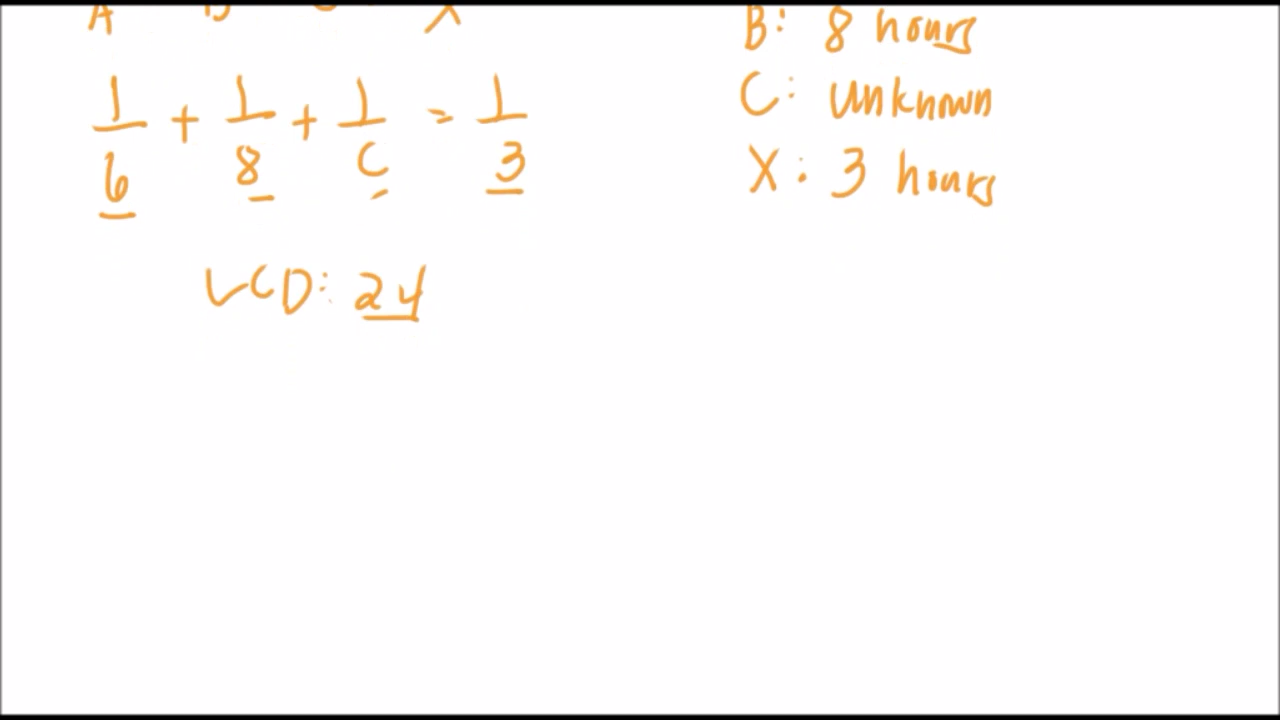 A B C X
1/6 + 1/8 + 1/C = 1/3
LCD: 24
B: 8 hours
C: Unknown
X: 3 hours